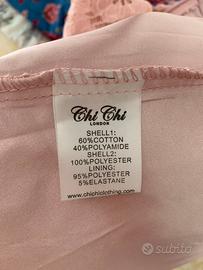 Chi Chi
LONDON
SHELL1:
60%COTTON
40%POLYAMIDE
SHELL2:
100%POLYESTER
LINING:
95%POLYESTER
5%ELASTANE
www.chichiclothing.com
subito